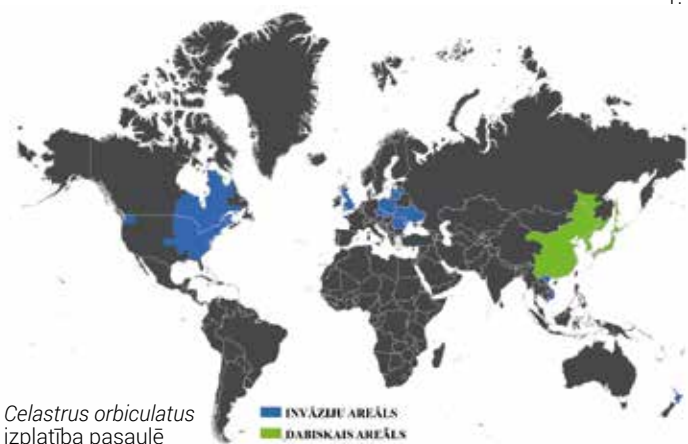 Celastrus orbiculatus
izplatība pasaulē
INVĀZIJU AREĀLS
DABISKAIS AREĀLS